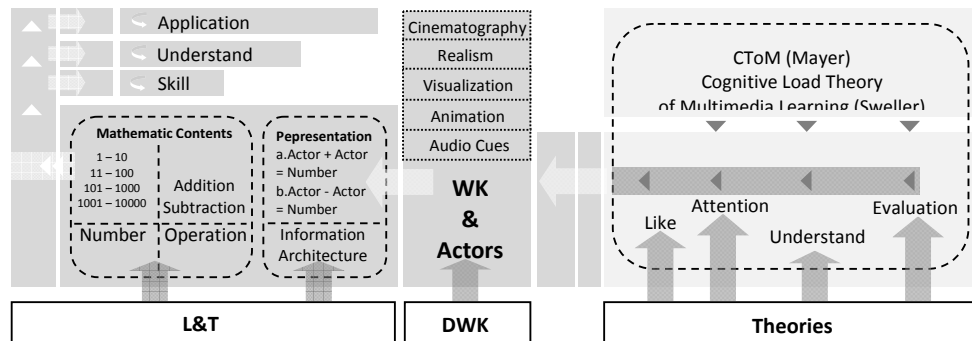 Application
Understand
Skill
Mathematic Contents
1 – 10
11 – 100
101 – 1000
1001 – 10000
Addition
Subtraction
Number
Operation
Pepresentation
a.Actor + Actor
= Number
b.Actor - Actor
= Number
Information
Architecture
L&T
Cinematography
Realism
Visualization
Animation
Audio Cues
WK
&
Actors
DWK
CToM (Mayer)
Cognitive Load Theory
of Multimedia Learning (Sweller)
Like
Attention
Understand
Evaluation
Theories